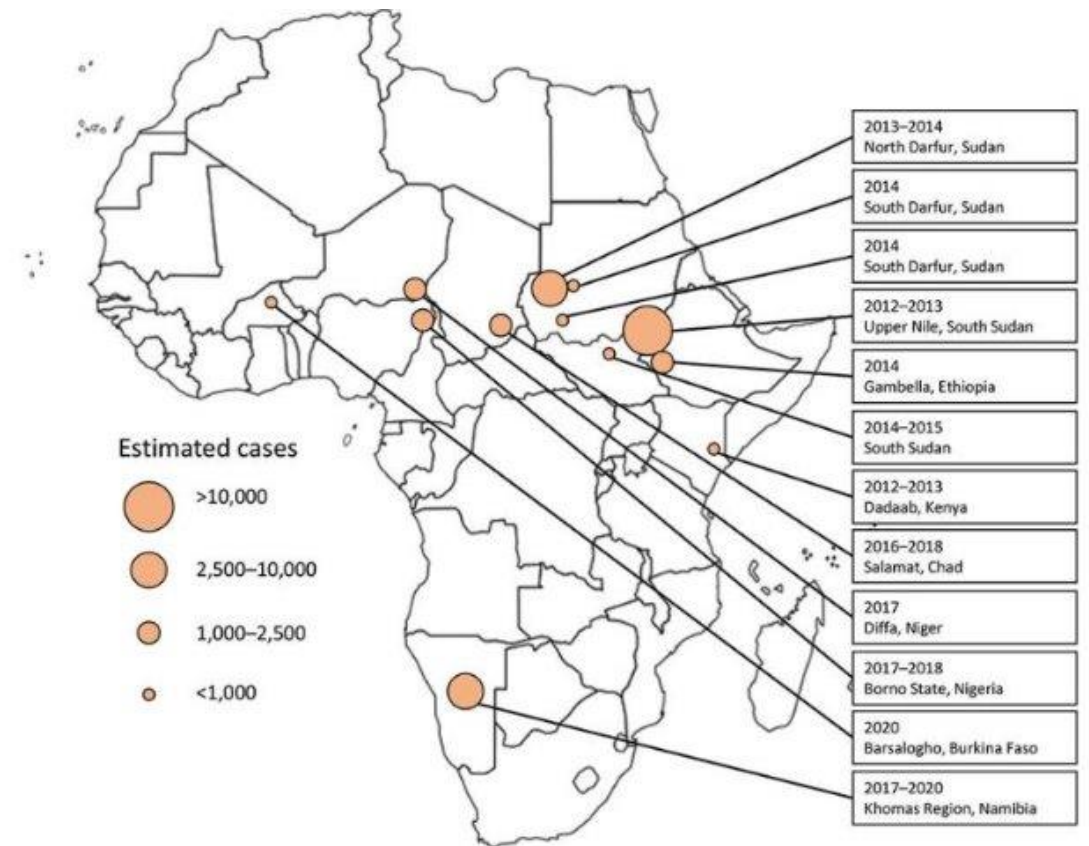 2013–2014
North Darfur, Sudan
2014
South Darfur, Sudan
2014
South Darfur, Sudan
2012–2013
Upper Nile, South Sudan
2014
Gambella, Ethiopia
2014–2015
South Sudan
2012–2013
Dadaab, Kenya
2016–2018
Salamat, Chad
2017
Diffa, Niger
2017–2018
Borno State, Nigeria
2020
Barsalogho, Burkina Faso
2017–2020
Khomas Region, Namibia
Estimated cases
>10,000
2,500–10,000
1,000–2,500
<1,000